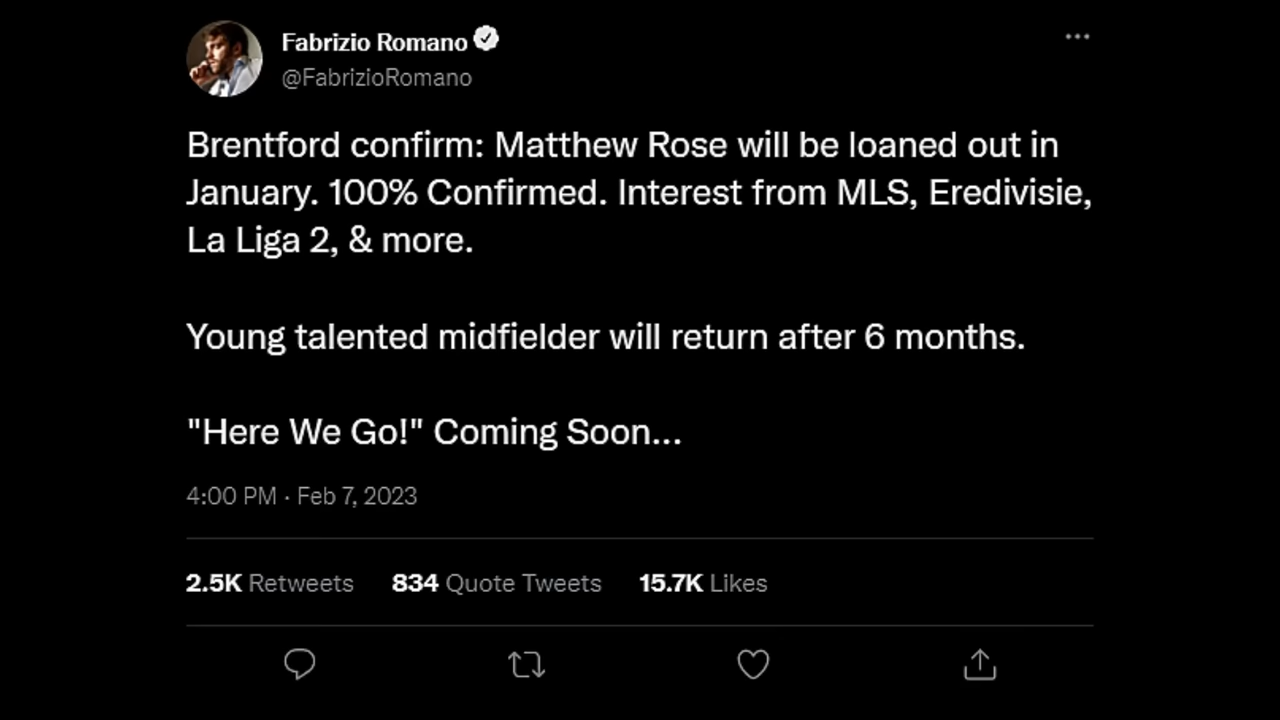 Fabrizio Romano
@FabrizioRomano
Brentford confirm: Matthew Rose will be loaned out in
January. 100% Confirmed. Interest from MLS, Eredivisie,
La Liga 2, & more.
Young talented midfielder will return after 6 months.
"Here We Go!" Coming Soon...
4:00 PM · Feb 7, 2023
2.5K Retweets 834 Quote Tweets 15.7K Likes